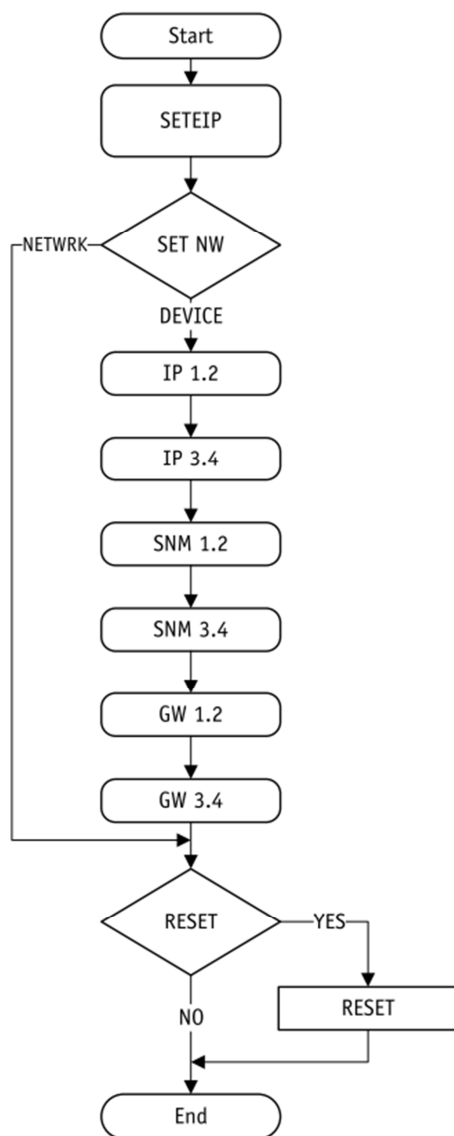 Start
SETEIP
SET NW
NETWRK
DEVICE
IP 1.2
IP 3.4
SNM 1.2
SNM 3.4
GW 1.2
GW 3.4
RESET
YES
RESET
NO
End